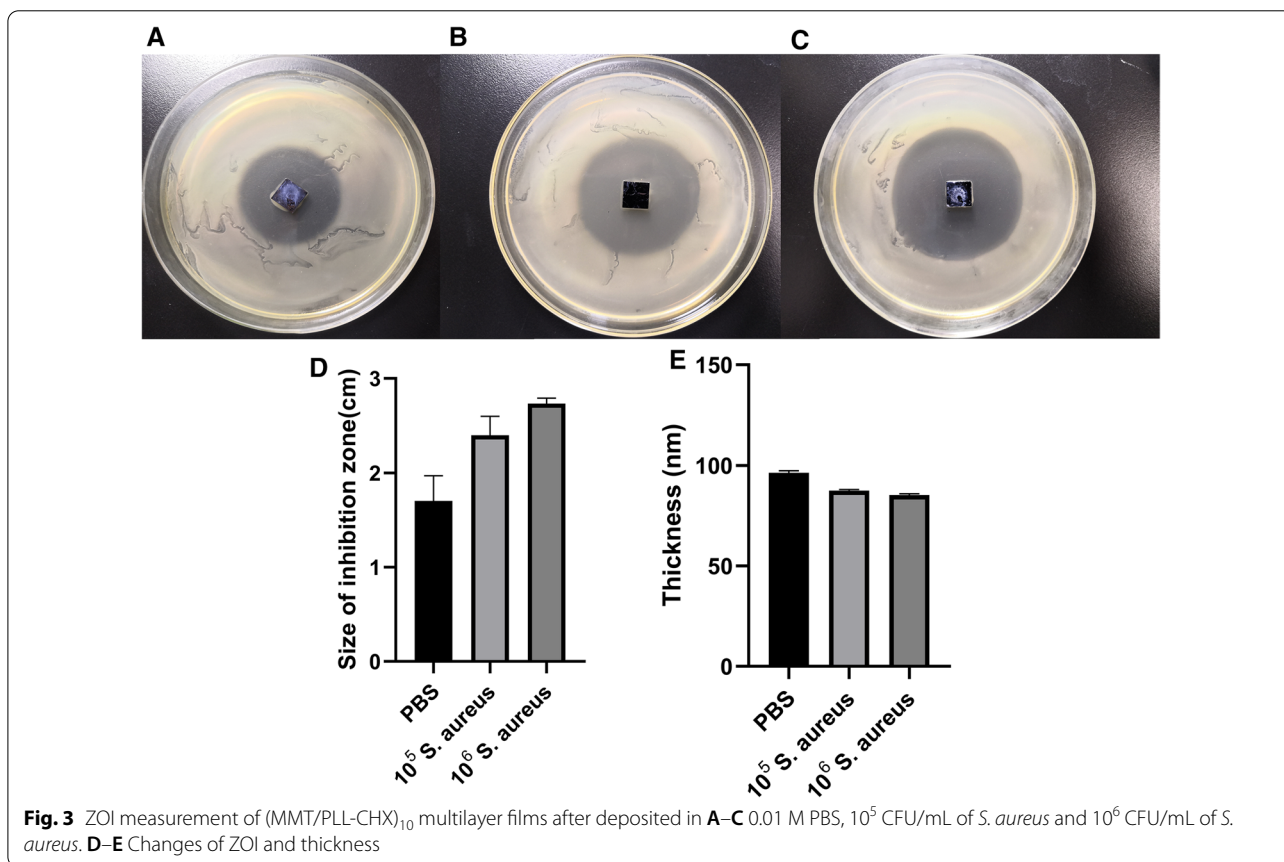 A
B
C
D
Size of inhibition zone(cm)
3
2
1
0
PBS
10⁵ S. aureus
10⁶ S. aureus
E
Thickness (nm)
150
100
50
0
PBS
10⁵ S. aureus
10⁶ S. aureus
Fig. 3 ZOI measurement of (MMT/PLL-CHX)₁₀ multilayer films after deposited in A–C 0.01 M PBS, 10⁵ CFU/mL of S. aureus and 10⁶ CFU/mL of S.
aureus. D–E Changes of ZOI and thickness